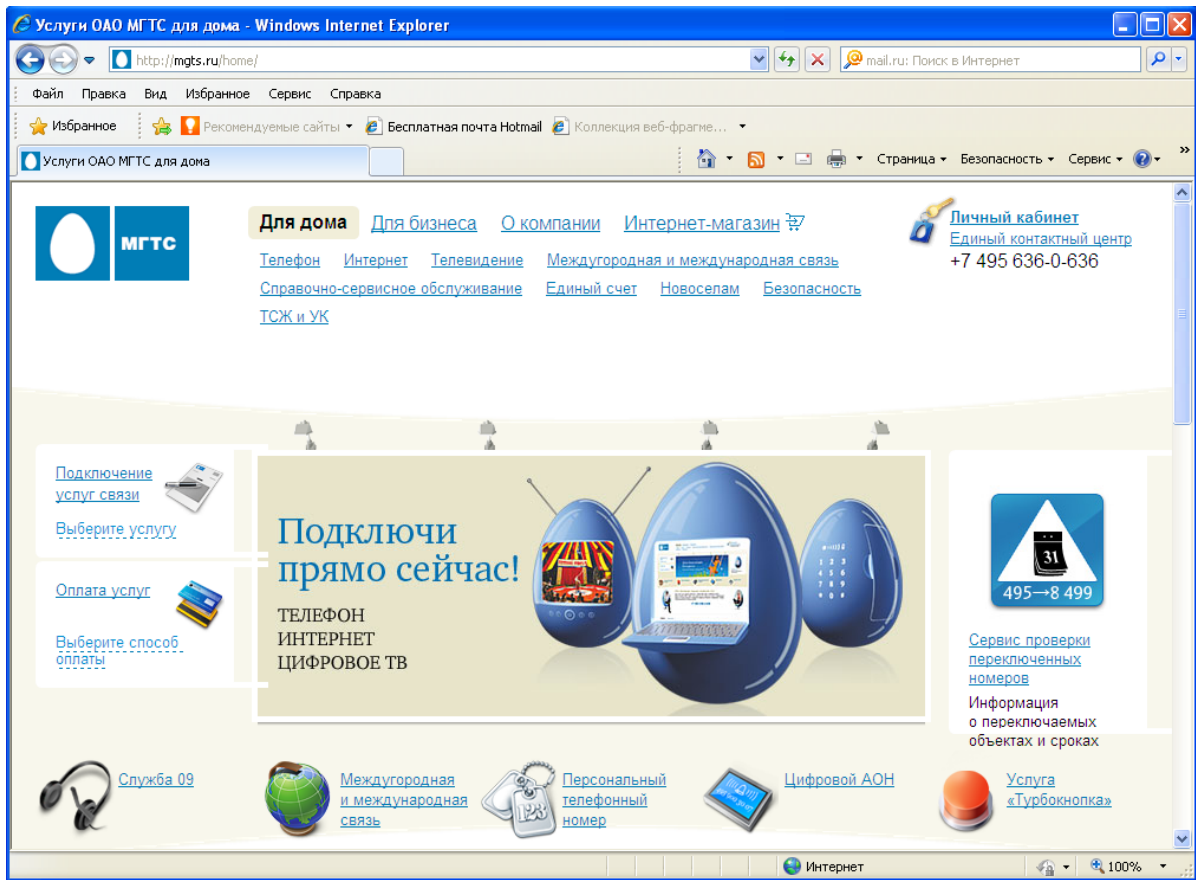 Услуги ОАО МГТС для дома - Windows Internet Explorer
http://mgts.ru/home/
mail.ru: Поиск в Интернет
Файл Правка Вид Избранное Сервис Справка
Избранное Рекомендуемые сайты Бесплатная почта Hotmail Коллекция веб-фрагме...
Услуги ОАО МГТС для дома
Страница Безопасность Сервис
МГТС
Для дома Для бизнеса О компании Интернет-магазин
Телефон Интернет Телевидение Междугородная и международная связь
Справочно-сервисное обслуживание Единый счет Новоселам Безопасность
ТСЖ и УК
Личный кабинет
Единый контактный центр
+7 495 636-0-636
Подключение
услуг связи
Выберите услугу
Оплата услуг
Выберите способ
оплаты
Подключи
прямо сейчас!
ТЕЛЕФОН
ИНТЕРНЕТ
ЦИФРОВОЕ ТВ
31
495→8 499
Сервис проверки
переключенных
номеров
Информация
о переключаемых
объектах и сроках
Служба 09
Междугородная
и международная
связь
123
Персональный
телефонный
номер
Цифровой АОН
Услуга
«Турбокнопка»
Интернет
100%